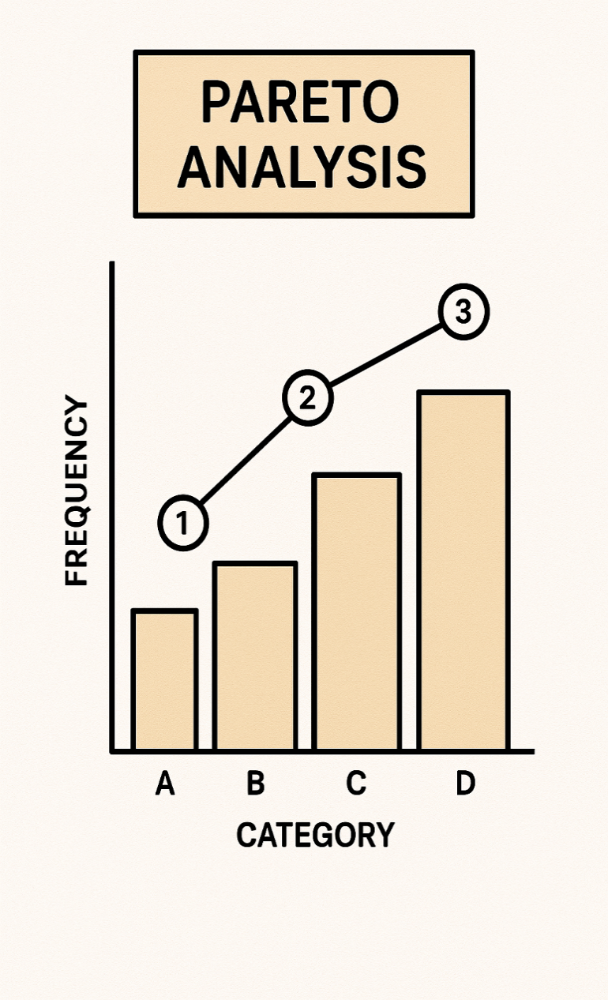 PARETO
ANALYSIS
3
2
1
FREQUENCY
A B C D
CATEGORY